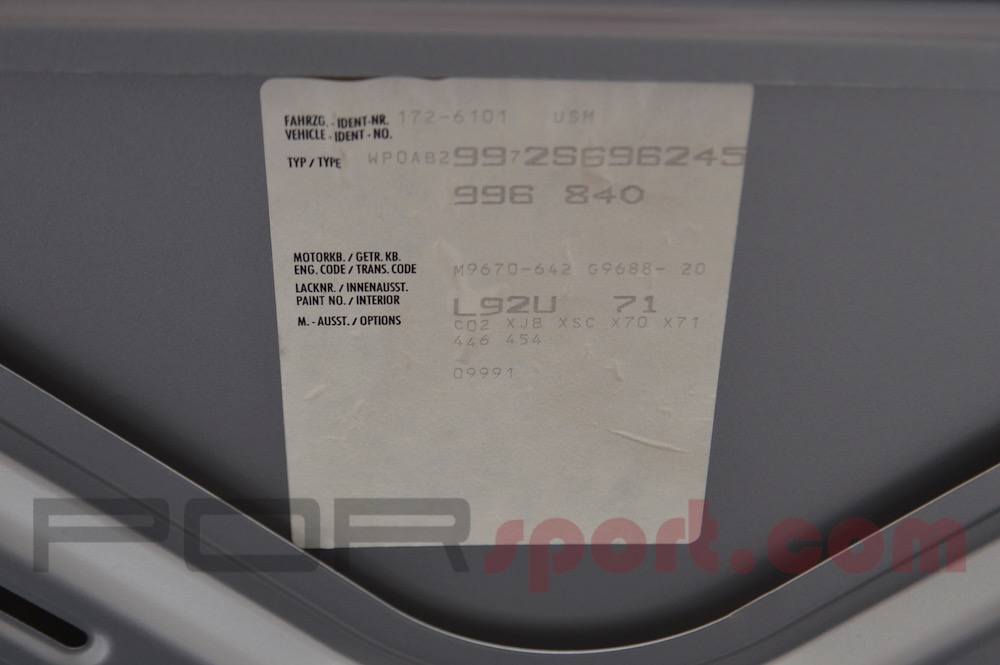 FAHRZG. - IDENT-NR. 172-6101 USM
VEHICLE - IDENT - NO.
TYP / TYPE WP0AB29972S696245
996 840
MOTORKB. / GETR. KB.
ENG. CODE / TRANS. CODE M9670-642 G9688- 20
LACKNR. / INNENAUSST.
PAINT NO. / INTERIOR L92U 71
M. - AUSST. / OPTIONS C02 XJB XSC X70 X71
446 454
09991
PORsport.com